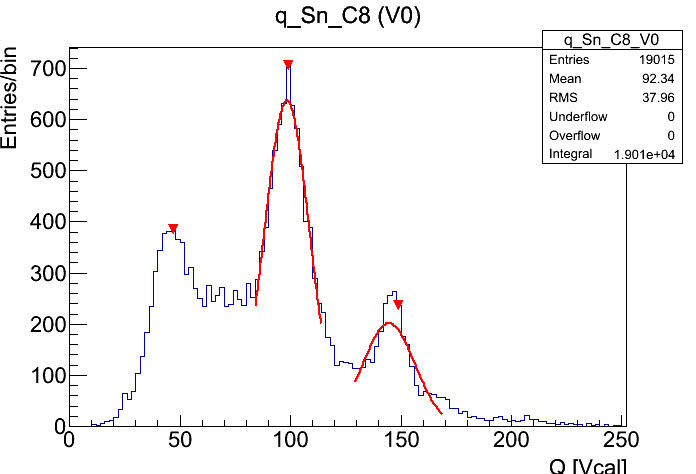 q_Sn_C8 (V0)
q_Sn_C8_V0
Entries 19015
Mean 92.34
RMS 37.96
Underflow 0
Overflow 0
Integral 1.901e+04
Entries/bin
700
600
500
400
300
200
100
0
0 50 100 150 200 250
Q [Vcal]